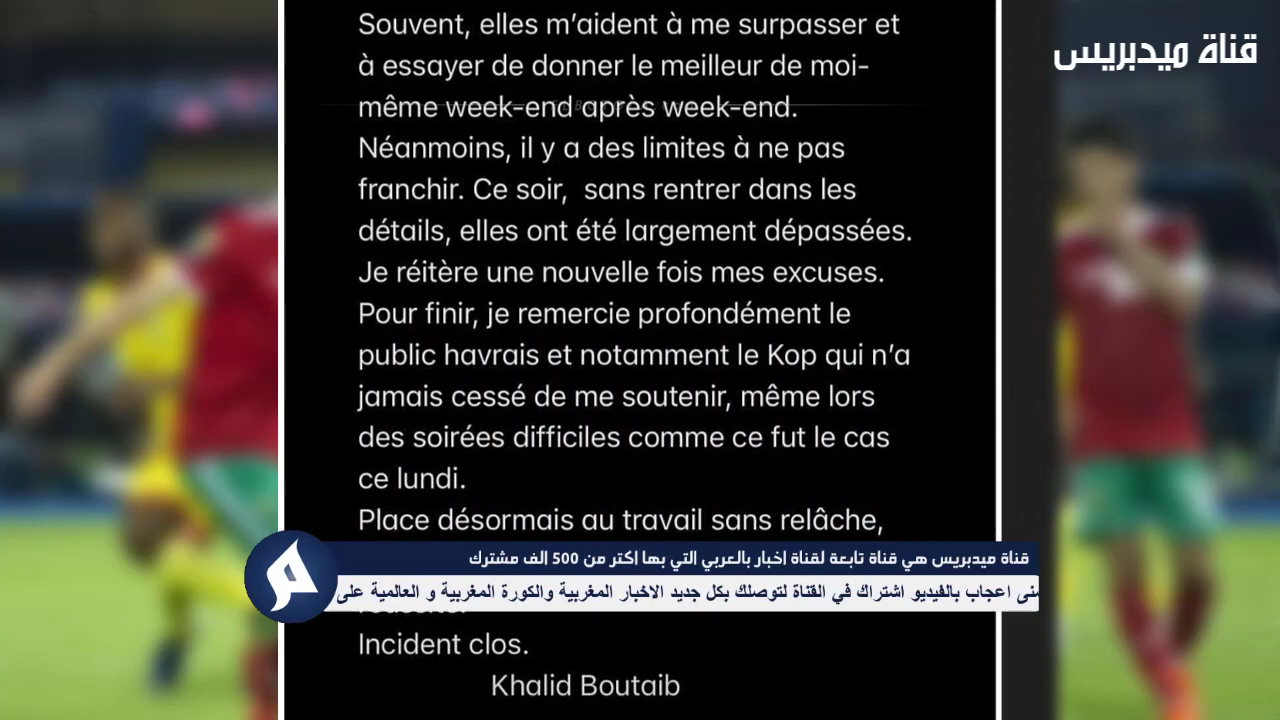 قناة ميدبريس
Souvent, elles m’aident à me surpasser et
à essayer de donner le meilleur de moi-
même week-end après week-end.
Néanmoins, il y a des limites à ne pas
franchir. Ce soir,  sans rentrer dans les
détails, elles ont été largement dépassées.
Je réitère une nouvelle fois mes excuses.
Pour finir, je remercie profondément le
public havrais et notamment le Kop qui n’a
jamais cessé de me soutenir, même lors
des soirées difficiles comme ce fut le cas
ce lundi.
Place désormais au travail sans relâche,
قناة ميدبريس هي قناة تابعة لقناة اخبار بالعربي التي بها اكتر من 500 الف مشترك
اعجاب بالفيديو اشتراك في القناة لتوصلك بكل جديد الاخبار المغربية والكورة المغربية و العالمية على
Incident clos.
Khalid Boutaib